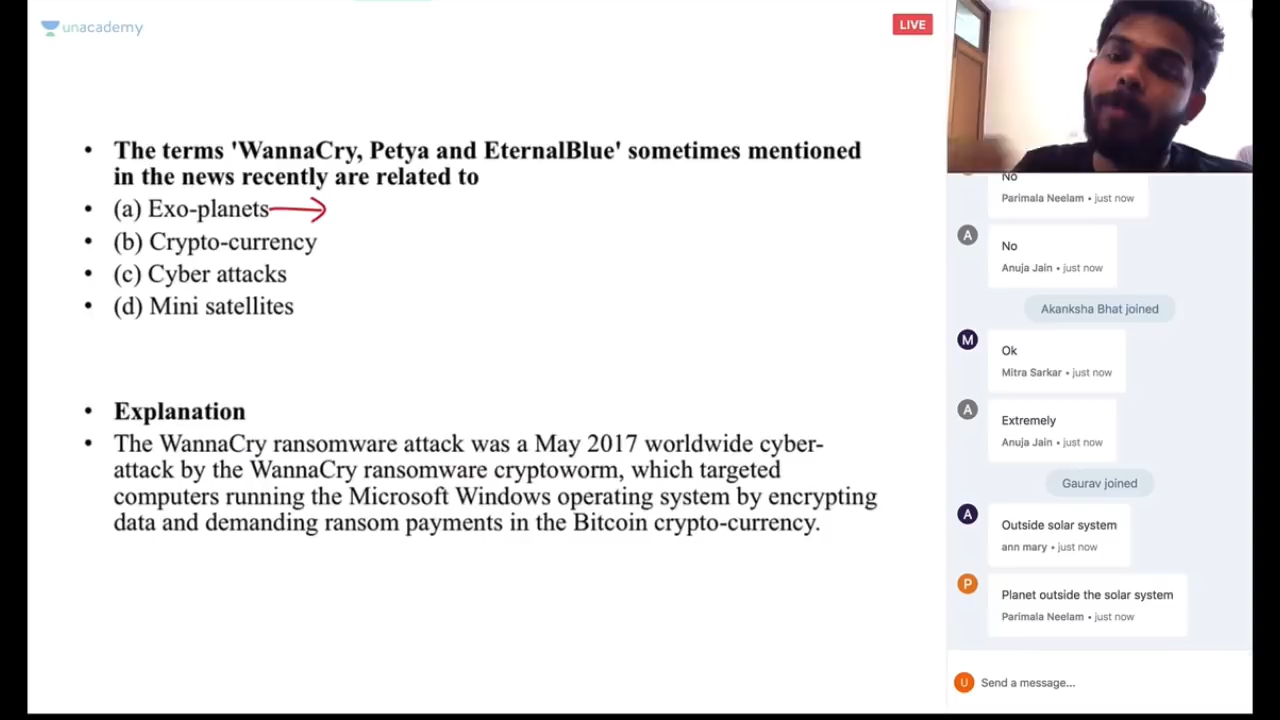 unacademy
LIVE
• The terms 'WannaCry, Petya and EternalBlue' sometimes mentioned
in the news recently are related to
• (a) Exo-planets
• (b) Crypto-currency
• (c) Cyber attacks
• (d) Mini satellites
• Explanation
• The WannaCry ransomware attack was a May 2017 worldwide cyber-
attack by the WannaCry ransomware cryptoworm, which targeted
computers running the Microsoft Windows operating system by encrypting
data and demanding ransom payments in the Bitcoin crypto-currency.
No
Parimala Neelam • just now
A
No
Anuja Jain • just now
Akanksha Bhat joined
M
Ok
Mitra Sarkar • just now
A
Extremely
Anuja Jain • just now
Gaurav joined
A
Outside solar system
ann mary • just now
P
Planet outside the solar system
Parimala Neelam • just now
U
Send a message...